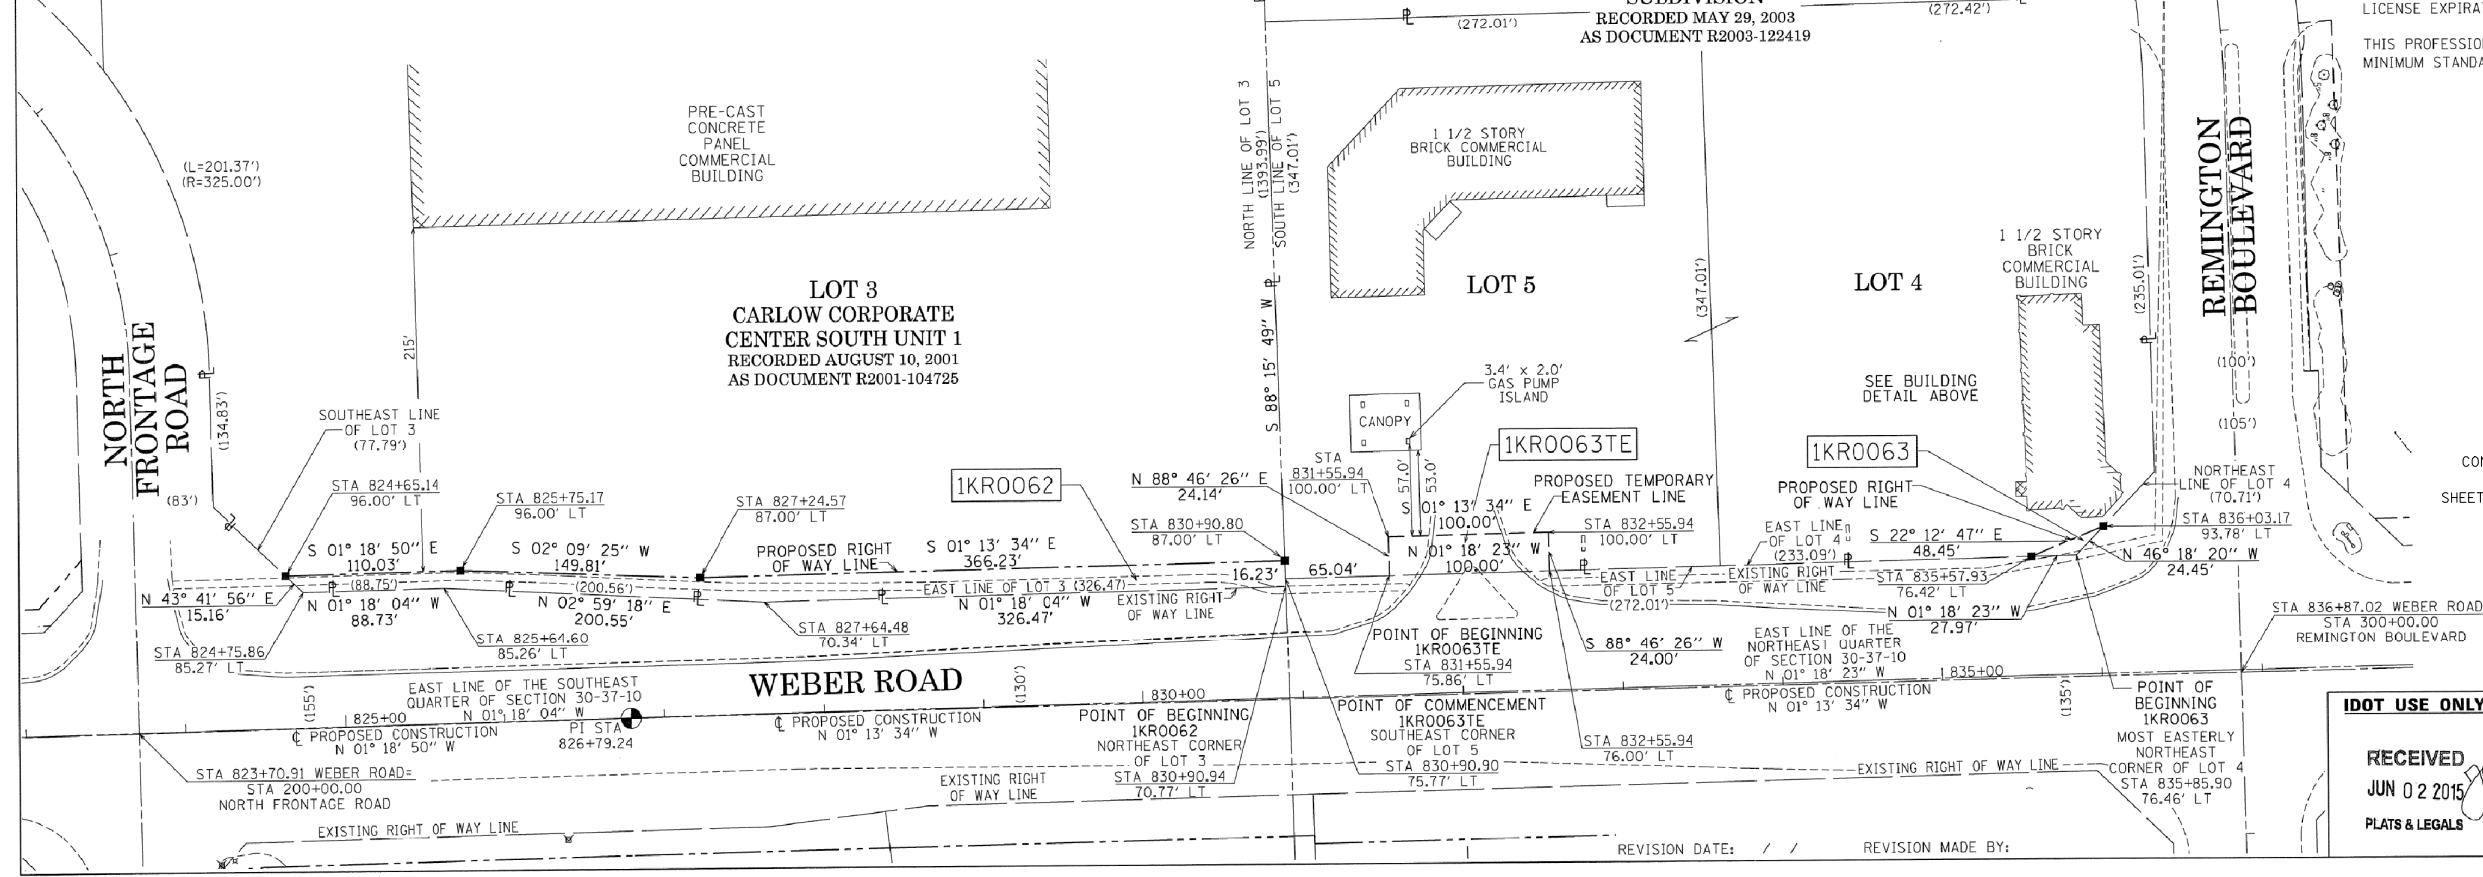 SUBDIVISION
RECORDED MAY 29, 2003
AS DOCUMENT R2003-122419
(272.01')
(272.42')
LICENSE EXPIRA
THIS PROFESSIO
MINIMUM STANDA
(L=201.37')
(R=325.00')
PRE-CAST
CONCRETE
PANEL
COMMERCIAL
BUILDING
NORTH LINE OF LOT 3
(1393.99')
SOUTH LINE OF LOT 5
(347.01')
S 88° 15' 49" W
1 1/2 STORY
BRICK COMMERCIAL
BUILDING
LOT 3
CARLOW CORPORATE
CENTER SOUTH UNIT 1
RECORDED AUGUST 10, 2001
AS DOCUMENT R2001-104725
LOT 5
LOT 4
(347.01')
1 1/2 STORY
BRICK
COMMERCIAL
BUILDING
(235.01')
REMINGTON
BOULEVARD
(100')
(105')
SEE BUILDING
DETAIL ABOVE
NORTH
FRONTAGE
ROAD
(134.83')
(83')
215'
SOUTHEAST LINE
OF LOT 3
(77.79')
3.4' x 2.0'
GAS PUMP
ISLAND
CANOPY
57.0'
53.0'
STA 824+65.14
96.00' LT
STA 825+75.17
96.00' LT
STA 827+24.57
87.00' LT
1KR0062
N 88° 46' 26" E
24.14'
STA 830+90.80
87.00' LT
STA
831+55.94
100.00' LT
1KR0063TE
PROPOSED TEMPORARY
EASEMENT LINE
S 01° 13' 34" E
100.00'
STA 832+55.94
100.00' LT
1KR0063
PROPOSED RIGHT
OF WAY LINE
NORTHEAST
LINE OF LOT 4
(70.71')
STA 836+03.17
93.78' LT
CON
SHEET
S 01° 18' 50" E
110.03'
S 02° 09' 25" W
149.81'
PROPOSED RIGHT
OF WAY LINE
S 01° 13' 34" E
366.23'
16.23'
65.04'
N 01° 18' 23" W
100.00'
EAST LINE
OF LOT 4
(233.09')
S 22° 12' 47" E
48.45'
N 46° 18' 20" W
24.45'
N 43° 41' 56" E
15.16'
(88.75')
N 01° 18' 04" W
88.73'
(200.56')
N 02° 59' 18" E
200.55'
EAST LINE OF LOT 3 (326.47')
N 01° 18' 04" W
326.47'
EXISTING RIGHT
OF WAY LINE
EAST LINE
OF LOT 5
(272.01')
EXISTING RIGHT
OF WAY LINE
STA 835+57.93
76.42' LT
N 01° 18' 23" W
27.97'
STA 836+87.02 WEBER ROAD
STA 300+00.00
REMINGTON BOULEVARD
STA 824+75.86
85.27' LT
STA 825+64.60
85.26' LT
STA 827+64.48
70.34' LT
POINT OF BEGINNING
1KR0063TE
STA 831+55.94
75.86' LT
S 88° 46' 26" W
24.00'
EAST LINE OF THE
NORTHEAST QUARTER
OF SECTION 30-37-10
N 01° 18' 23" W
835+00
(155')
EAST LINE OF THE SOUTHEAST
QUARTER OF SECTION 30-37-10
N 01° 18' 04" W
825+00
WEBER ROAD
(130')
830+00
℄ PROPOSED CONSTRUCTION
N 01° 18' 50" W
PI STA
826+79.24
℄ PROPOSED CONSTRUCTION
N 01° 13' 34" W
POINT OF BEGINNING
1KR0062
NORTHEAST CORNER
OF LOT 3
STA 830+90.94
70.77' LT
POINT OF COMMENCEMENT
1KR0063TE
SOUTHEAST CORNER
OF LOT 5
STA 830+90.90
75.77' LT
STA 832+55.94
76.00' LT
℄ PROPOSED CONSTRUCTION
N 01° 13' 34" W
(135')
POINT OF
BEGINNING
1KR0063
MOST EASTERLY
NORTHEAST
CORNER OF LOT 4
STA 835+85.90
76.46' LT
STA 823+70.91 WEBER ROAD=
STA 200+00.00
NORTH FRONTAGE ROAD
EXISTING RIGHT
OF WAY LINE
EXISTING RIGHT OF WAY LINE
EXISTING RIGHT OF WAY LINE
REVISION DATE: / /
REVISION MADE BY:
IDOT USE ONLY
RECEIVED
JUN 02 2015
PLATS & LEGALS